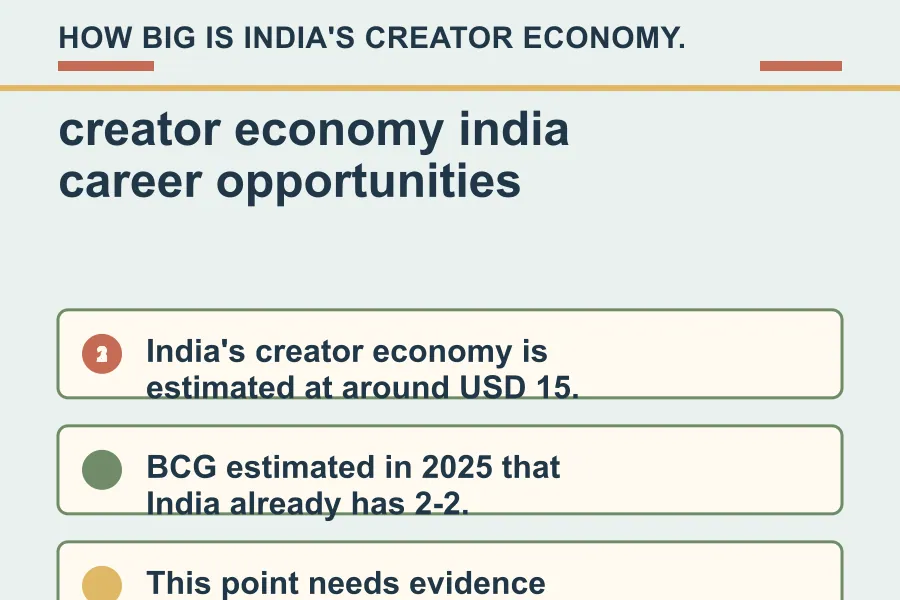 HOW BIG IS INDIA'S CREATOR ECONOMY.
creator economy india
career opportunities
India's creator economy is
estimated at around USD 15.
BCG estimated in 2025 that
India already has 2-2.
This point needs evidence